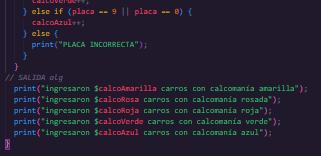 calcoVerde++;
} else if (placa == 9 || placa == 0) {
calcoAzul++;
} else {
print("PLACA INCORRECTA");
}
}
// SALIDA alg
print("ingresaron $calcoAmarilla carros con calcomanía amarilla");
print("ingresaron $calcoRosa carros con calcomanía rosada");
print("ingresaron $calcoRoja carros con calcomanía roja");
print("ingresaron $calcoVerde carros con calcomanía verde");
print("ingresaron $calcoAzul carros con calcomanía azul");
}